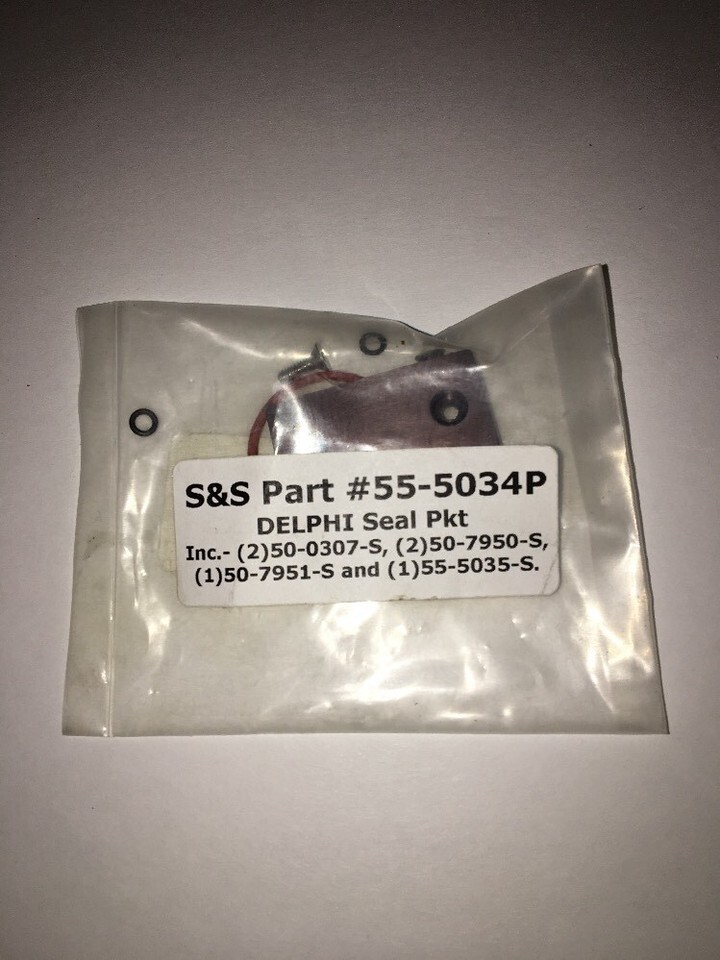 S&S Part #55-5034P
DELPHI Seal Pkt
Inc.- (2)50-0307-S, (2)50-7950-S,
(1)50-7951-S and (1)55-5035-S.